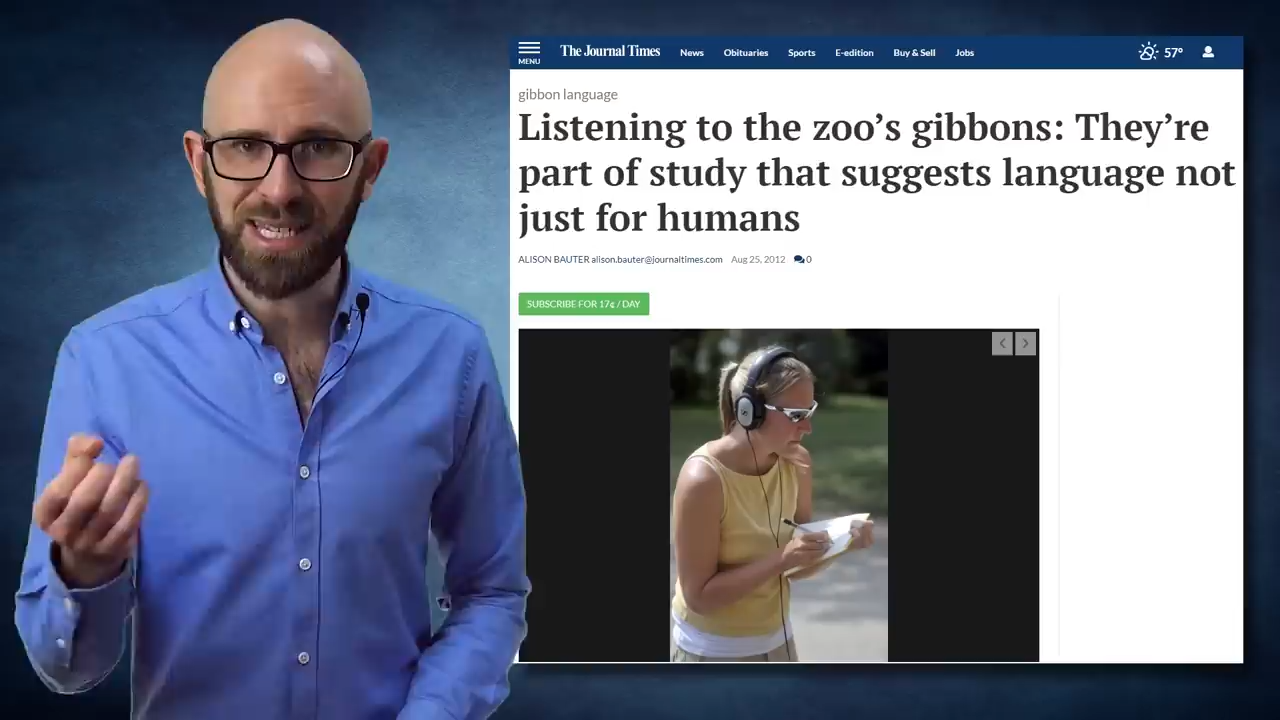 MENU
The Journal Times News Obituaries Sports E-edition Buy & Sell Jobs 57°
gibbon language
Listening to the zoo's gibbons: They're
part of study that suggests language not
just for humans
ALISON BAUTER alison.bauter@journaltimes.com Aug 25, 2012 0
SUBSCRIBE FOR 17¢ / DAY